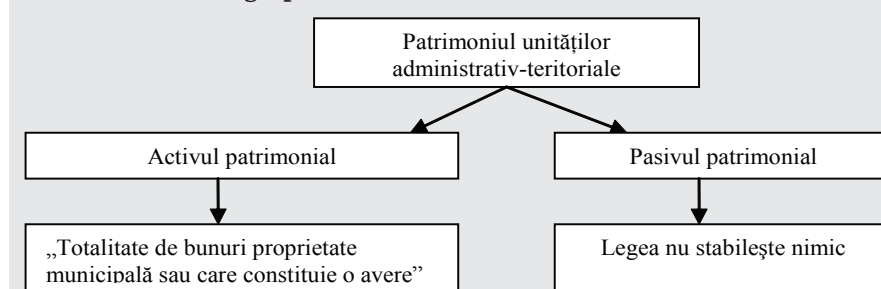 Patrimoniul unităților
administrativ-teritoriale
Activul patrimonial
Pasivul patrimonial
„Totalitate de bunuri proprietate
municipală sau care constituie o avere”
Legea nu stabilește nimic